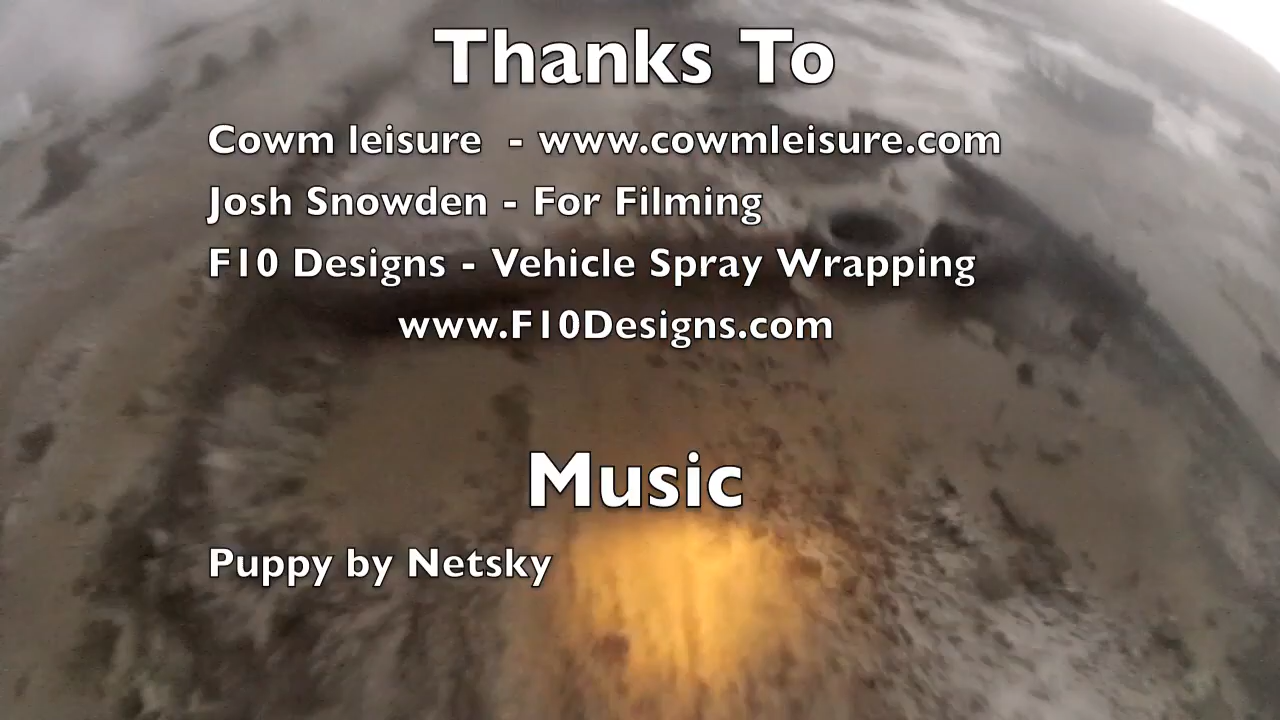 Thanks To
Cowm leisure - www.cowmleisure.com
Josh Snowden - For Filming
F10 Designs - Vehicle Spray Wrapping
www.F10Designs.com
Music
Puppy by Netsky